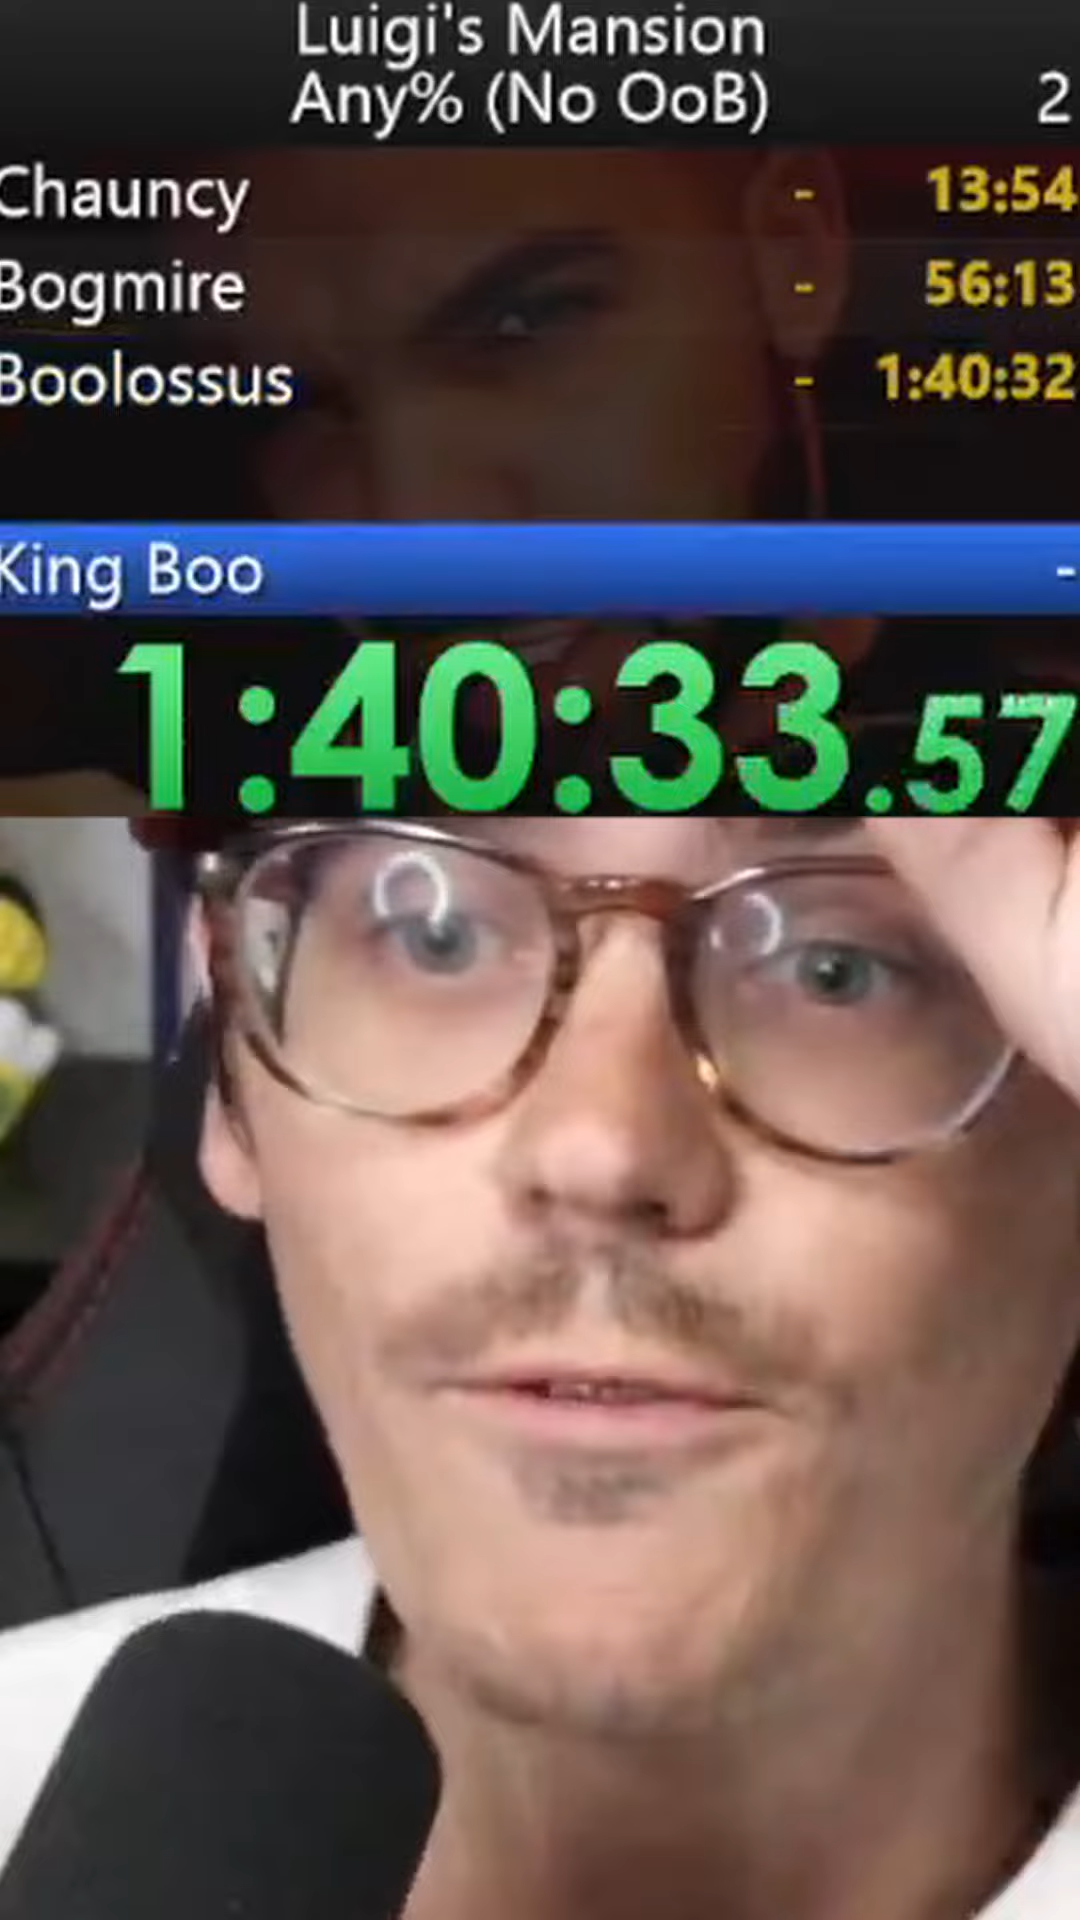 Luigi's Mansion
Any% (No OoB) 2
Chauncy - 13:54
Bogmire - 56:13
Boolossus - 1:40:32
King Boo -
1:40:33.57